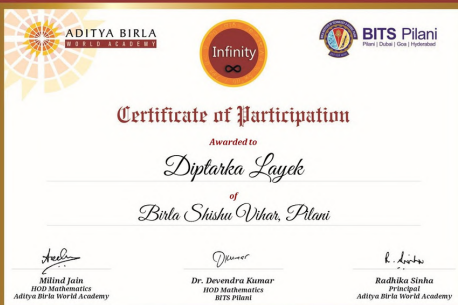 ADITYA BIRLA
WORLD ACADEMY
Infinity
∞
BITS Pilani
Pilani | Dubai | Goa | Hyderabad
Certificate of Participation
Awarded to
Diptarka Layek
of
Birla Shishu Vihar, Pilani
Milind Jain
HOD Mathematics
Aditya Birla World Academy
Dr. Devendra Kumar
HOD Mathematics
BITS Pilani
Radhika Sinha
Principal
Aditya Birla World Academy